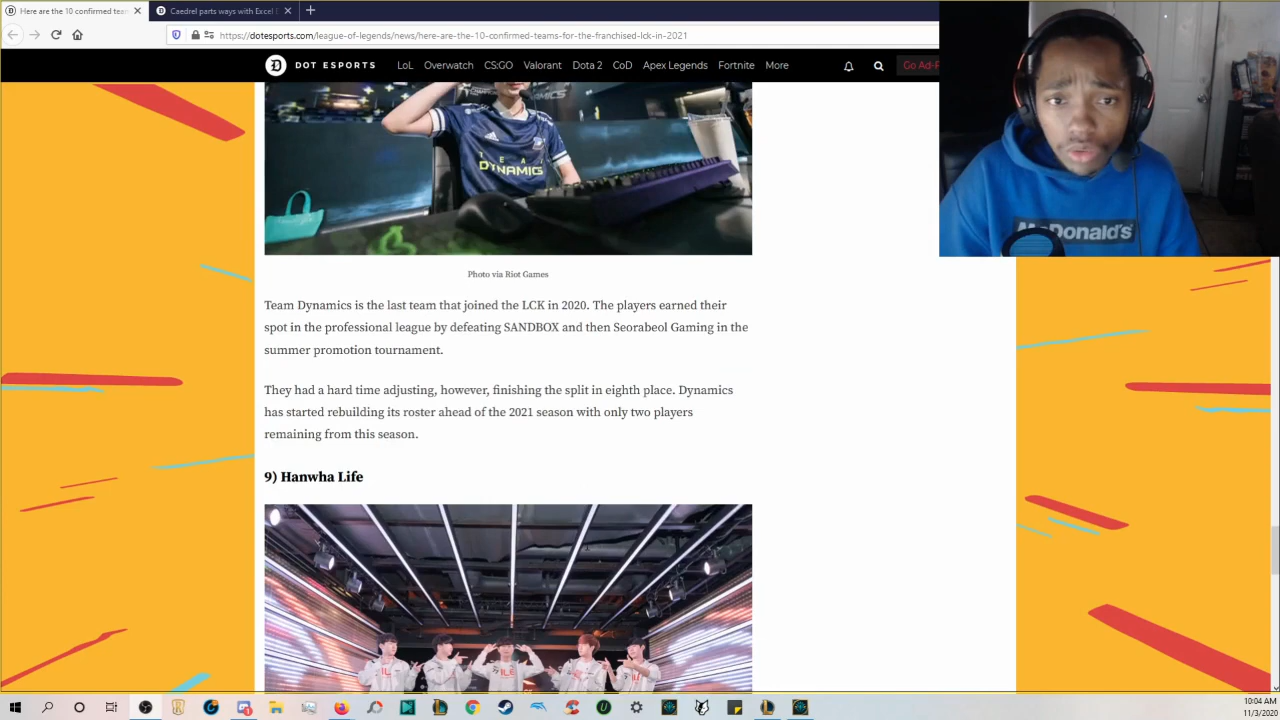 Here are the 10 confirmed tear
Caedrel parts ways with Excel
https://dotesports.com/league-of-legends/news/here-are-the-10-confirmed-teams-for-the-franchised-lck-in-2021
DOT ESPORTS
LoL Overwatch CS:GO Valorant Dota 2 CoD Apex Legends Fortnite More
Go Ad-F
McDonald's
TEA
DYNAMICS
Photo via Riot Games
Team Dynamics is the last team that joined the LCK in 2020. The players earned their
spot in the professional league by defeating SANDBOX and then Seorabeol Gaming in the
summer promotion tournament.
They had a hard time adjusting, however, finishing the split in eighth place. Dynamics
has started rebuilding its roster ahead of the 2021 season with only two players
remaining from this season.
9) Hanwha Life
10:04 AM
11/3/2020